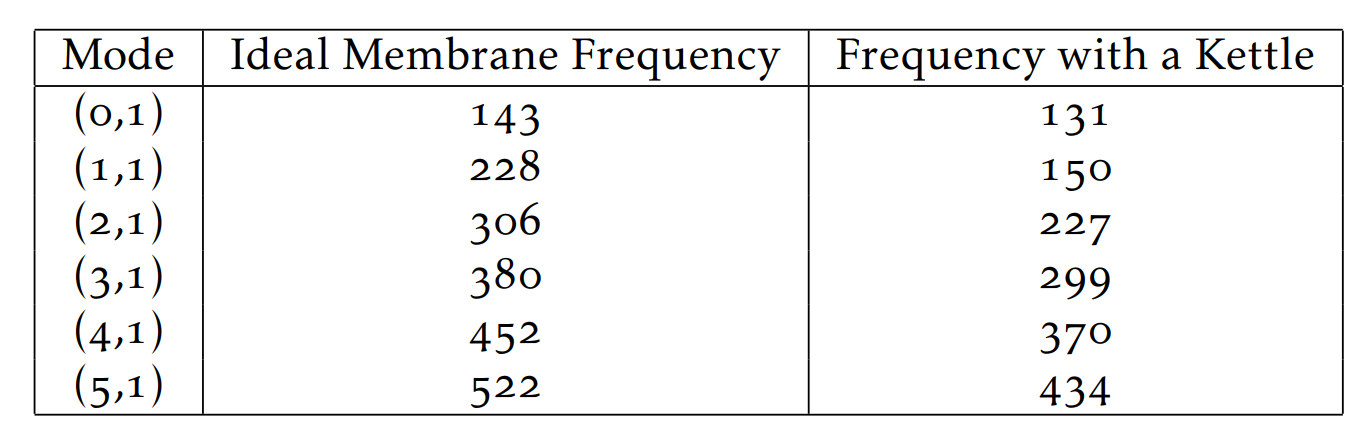 Mode Ideal Membrane Frequency Frequency with a Kettle
(0,1) 143 131
(1,1) 228 150
(2,1) 306 227
(3,1) 380 299
(4,1) 452 370
(5,1) 522 434